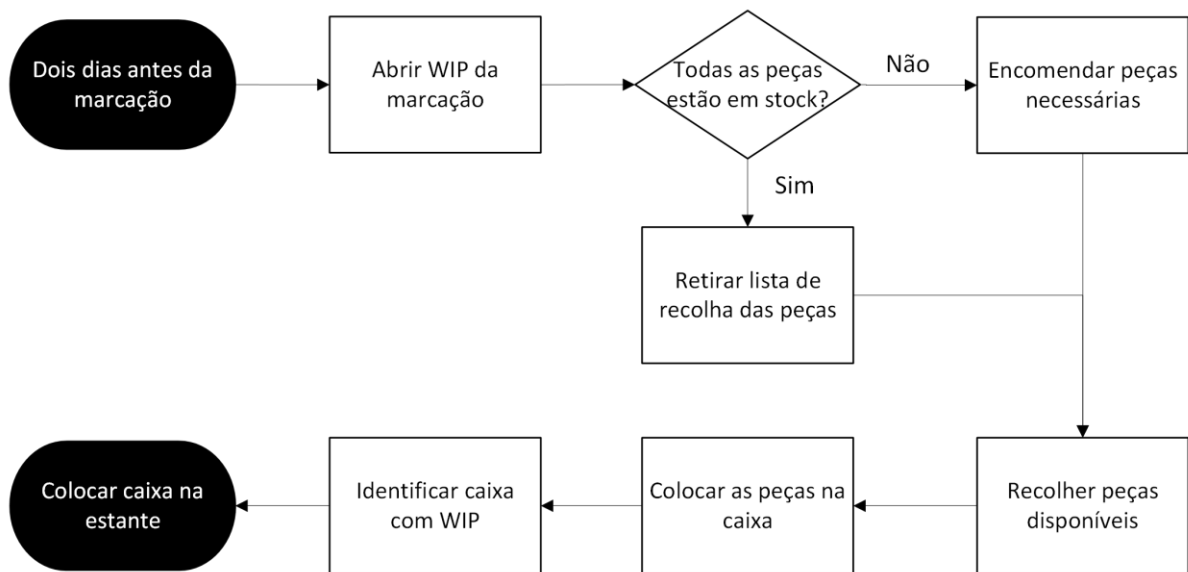 Dois dias antes da
marcação
Abrir WIP da
marcação
Todas as peças
estão em stock?
Não
Encomendar peças
necessárias
Sim
Retirar lista de
recolha das peças
Recolher peças
disponíveis
Colocar as peças na
caixa
Identificar caixa
com WIP
Colocar caixa na
estante